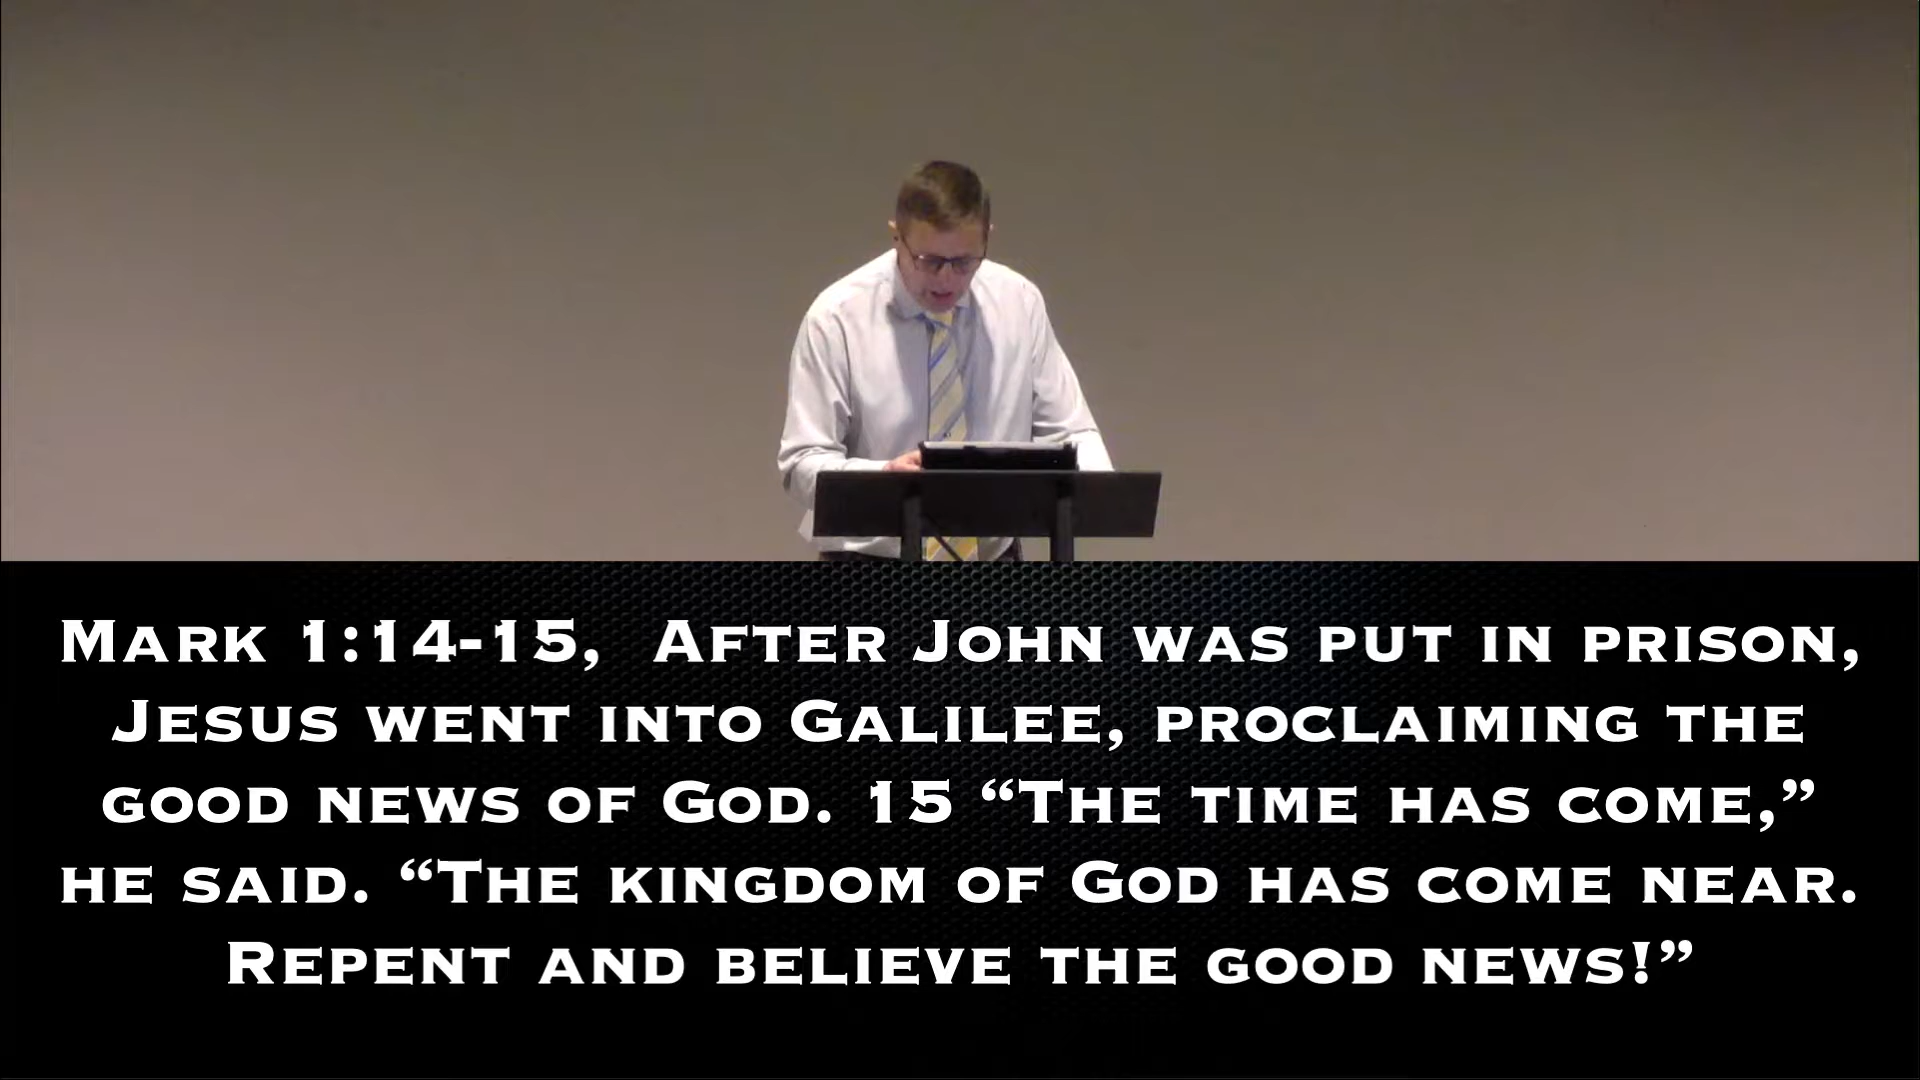 Mark 1:14-15,  After John was put in prison,
Jesus went into Galilee, proclaiming the
good news of God. 15 “The time has come,”
he said. “The kingdom of God has come near.
Repent and believe the good news!”